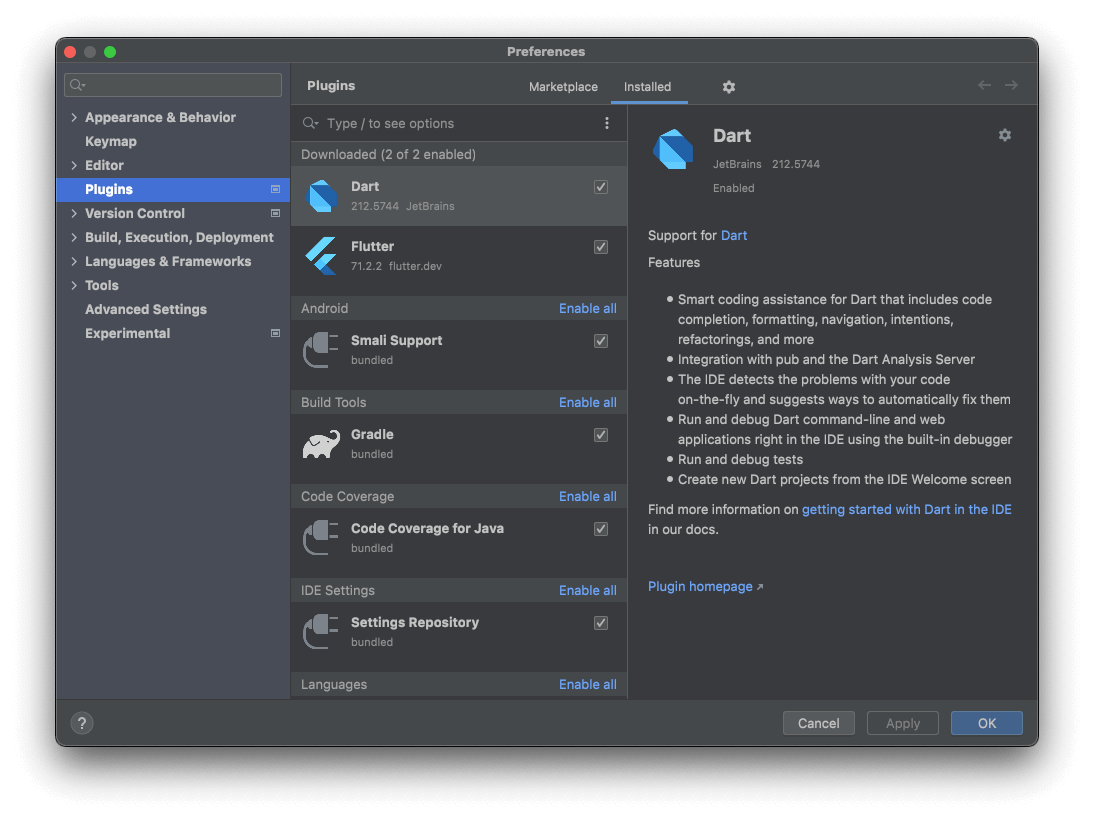 Preferences
Appearance & Behavior
Keymap
Editor
Plugins
Version Control
Build, Execution, Deployment
Languages & Frameworks
Tools
Advanced Settings
Experimental
Plugins
Marketplace
Installed
Type / to see options
Downloaded (2 of 2 enabled)
Dart
212.5744 JetBrains
Flutter
71.2.2 flutter.dev
Android Enable all
Smali Support
bundled
Build Tools Enable all
Gradle
bundled
Code Coverage Enable all
Code Coverage for Java
bundled
IDE Settings Enable all
Settings Repository
bundled
Languages Enable all
Dart
JetBrains 212.5744
Enabled
Support for Dart
Features
• Smart coding assistance for Dart that includes code
completion, formatting, navigation, intentions,
refactorings, and more
• Integration with pub and the Dart Analysis Server
• The IDE detects the problems with your code
on-the-fly and suggests ways to automatically fix them
• Run and debug Dart command-line and web
applications right in the IDE using the built-in debugger
• Run and debug tests
• Create new Dart projects from the IDE Welcome screen
Find more information on getting started with Dart in the IDE
in our docs.
Plugin homepage ↗
?
Cancel
Apply
OK